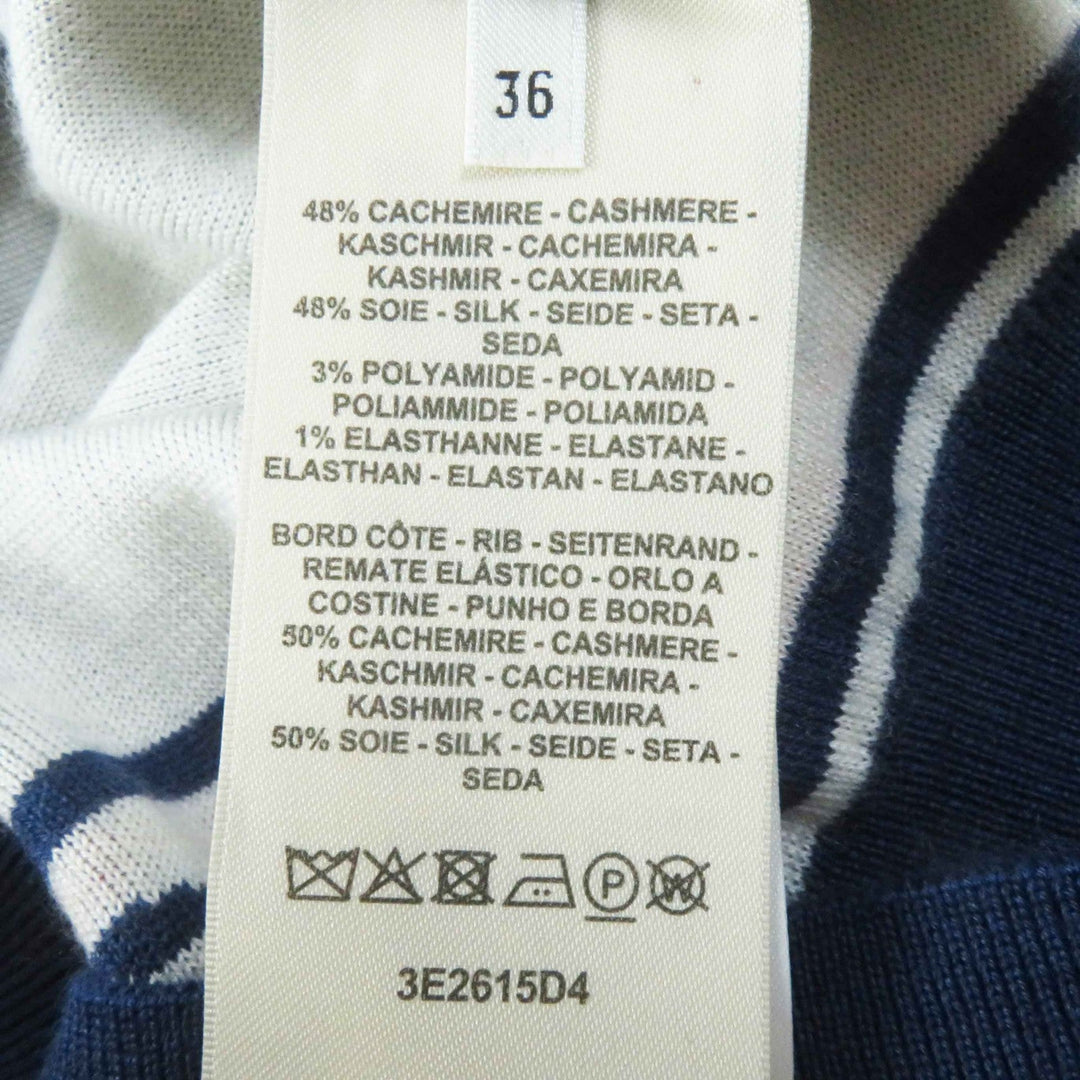 36
48% CACHEMIRE - CASHMERE -
KASCHMIR - CACHEMIRA -
KASHMIR - CAXEMIRA
48% SOIE - SILK - SEIDE - SETA -
SEDA
3% POLYAMIDE - POLYAMID -
POLIAMMIDE - POLIAMIDA
1% ELASTHANNE - ELASTANE -
ELASTHAN - ELASTAN - ELASTANO
BORD CÔTE - RIB - SEITENRAND -
REMATE ELÁSTICO - ORLO A
COSTINE - PUNHO E BORDA
50% CACHEMIRE - CASHMERE -
KASCHMIR - CACHEMIRA -
KASHMIR - CAXEMIRA
50% SOIE - SILK - SEIDE - SETA -
SEDA
P W
3E2615D4